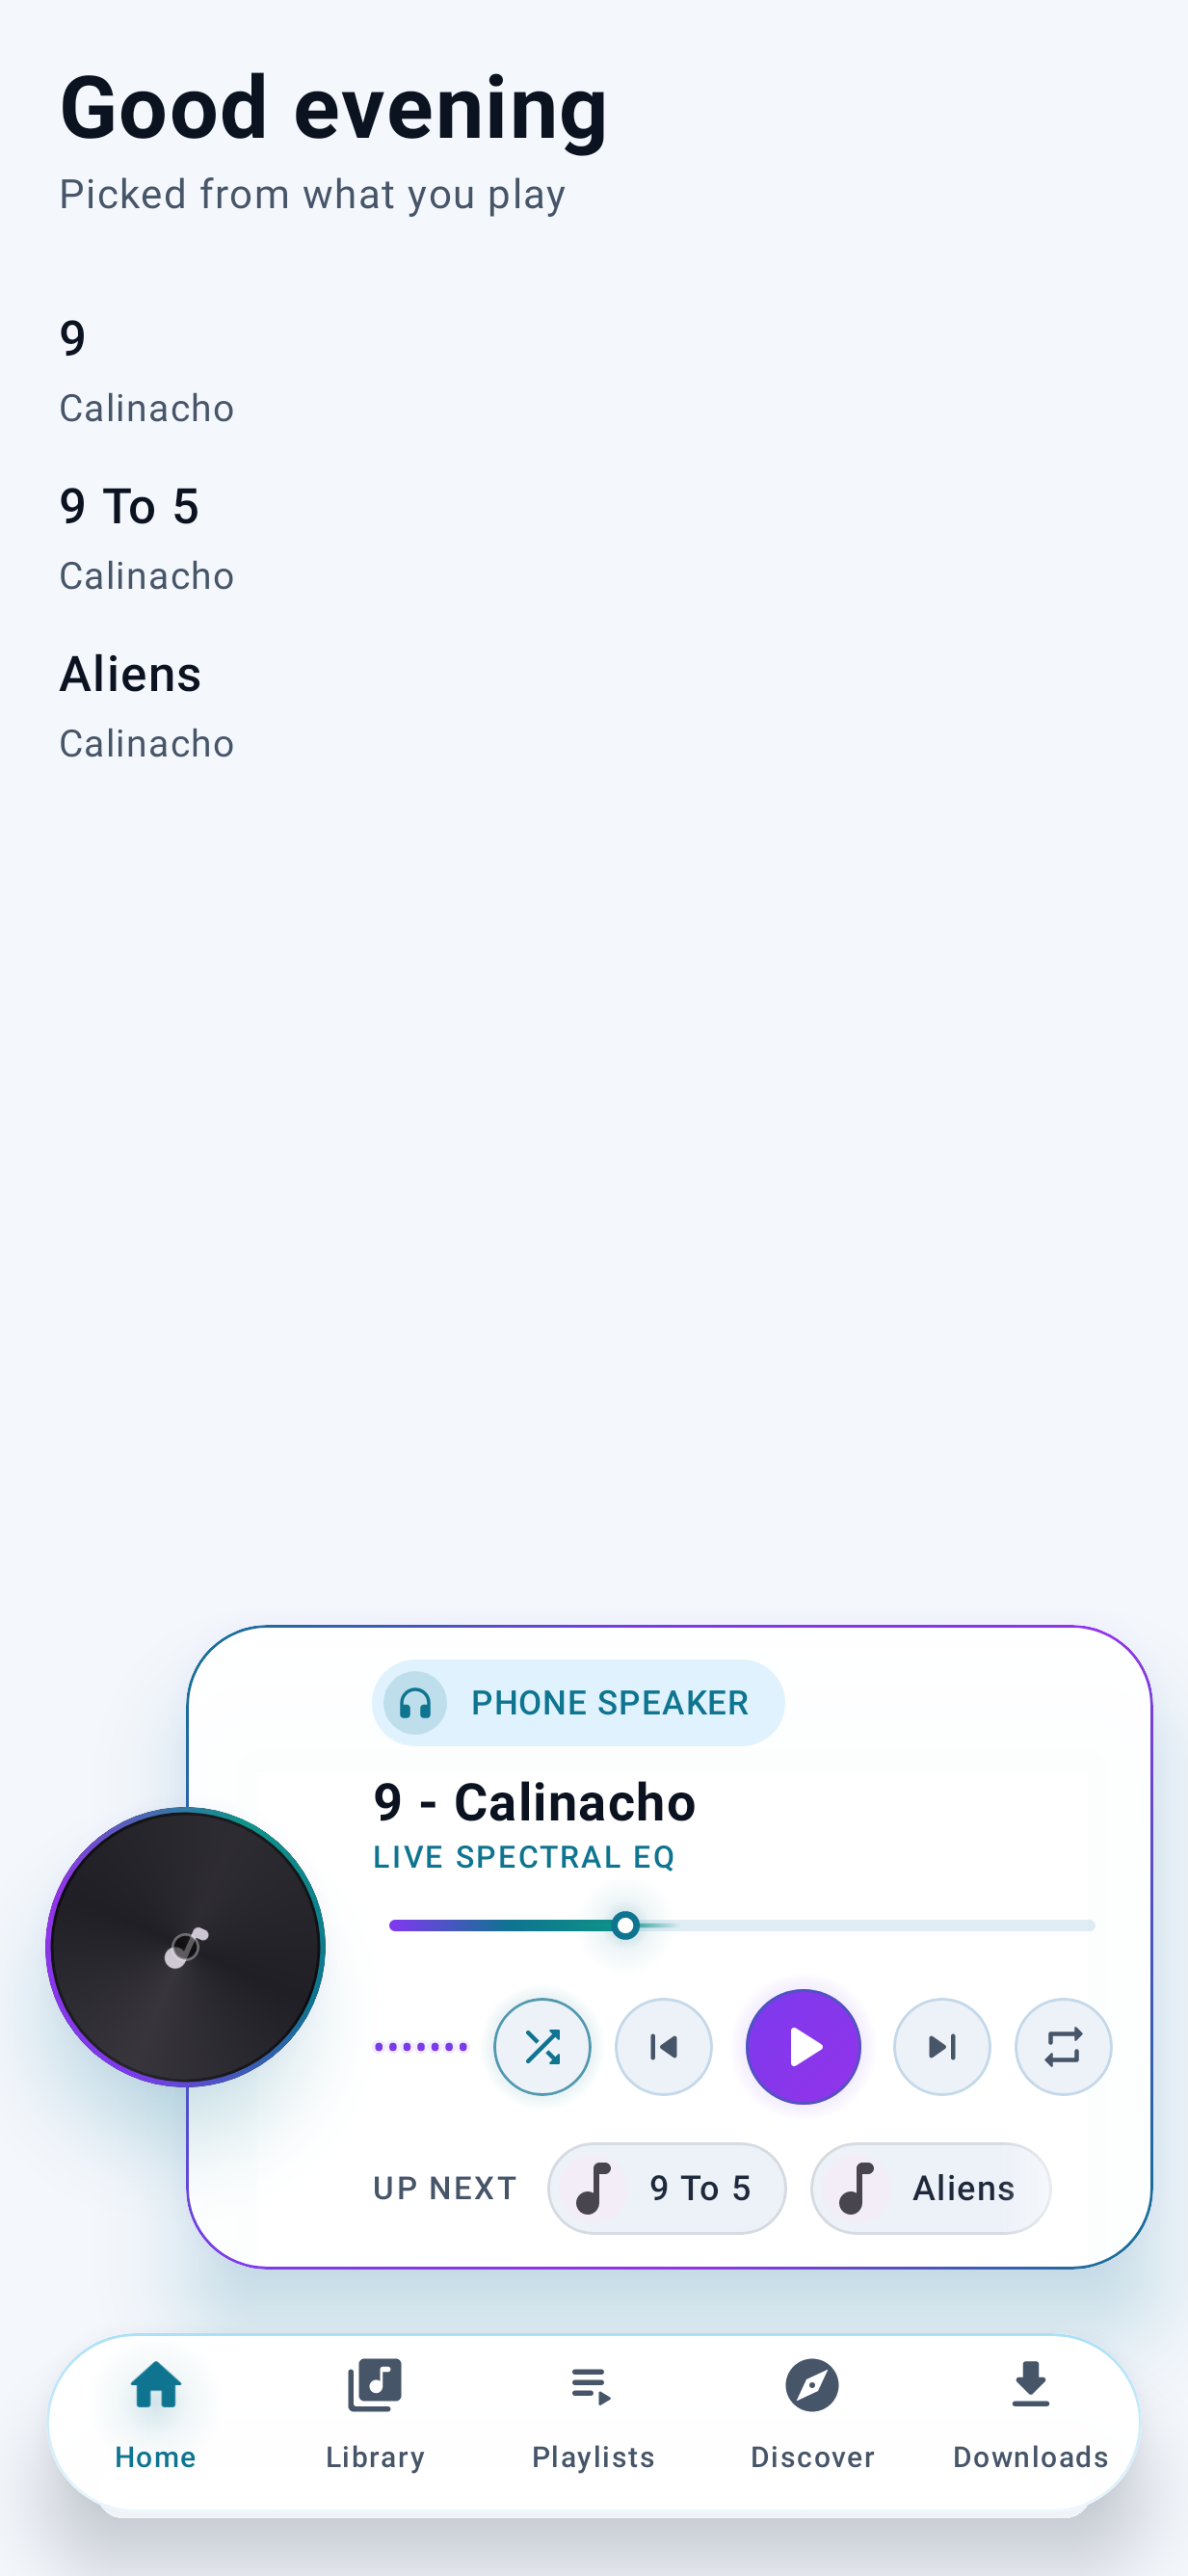 Good evening
Picked from what you play
9
Calinacho
9 To 5
Calinacho
Aliens
Calinacho
PHONE SPEAKER
9 - Calinacho
LIVE SPECTRAL EQ
UP NEXT 9 To 5 Aliens
Home Library Playlists Discover Downloads